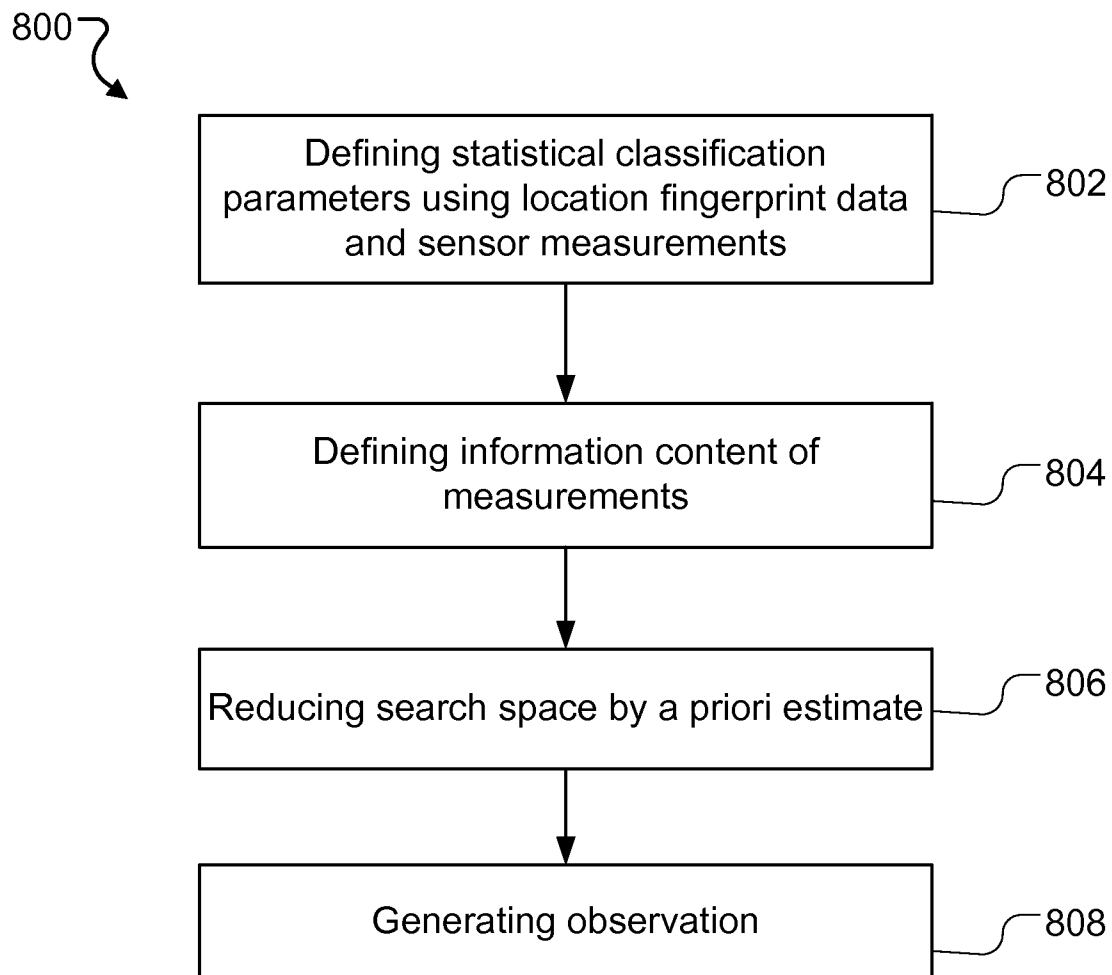 800
Defining statistical classification
parameters using location fingerprint data
and sensor measurements
802
Defining information content of
measurements
804
Reducing search space by a priori estimate
806
Generating observation
808